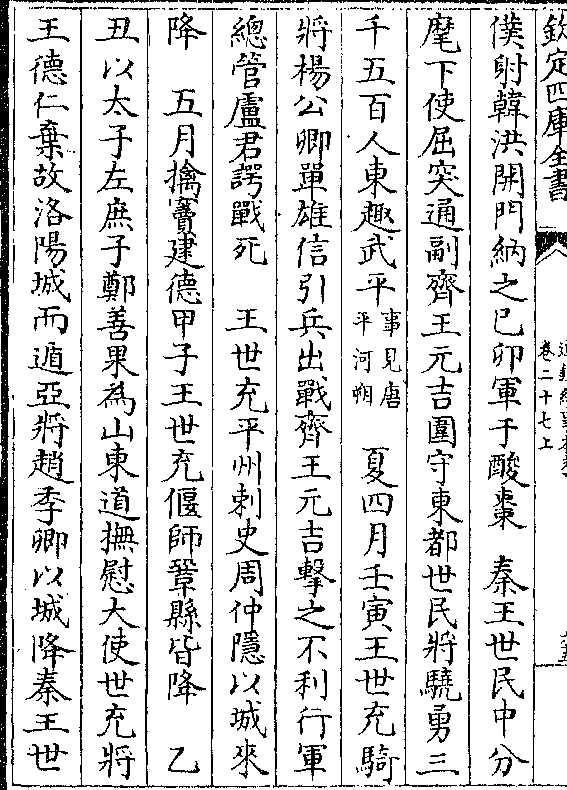 欽定四庫全書
卷二十七上
僕射韓洪開門納之己卯軍于酸棗　秦王世民中分
麾下使屈突通副齊王元吉圍守東都世民將驍勇三
千五百人東趣武平事見唐平河朔　夏四月壬寅王世充騎
將楊公卿單雄信引兵出戰齊王元吉擊之不利行軍
總管盧君諤戰死　王世充平州刺史周仲隱以城來
降　五月擒竇建德甲子王世充偃師鞏縣皆降　乙
丑以太子左庶子鄭善果為山東道撫慰大使世充將
王德仁棄故洛陽城而遁亞將趙季卿以城降秦王世